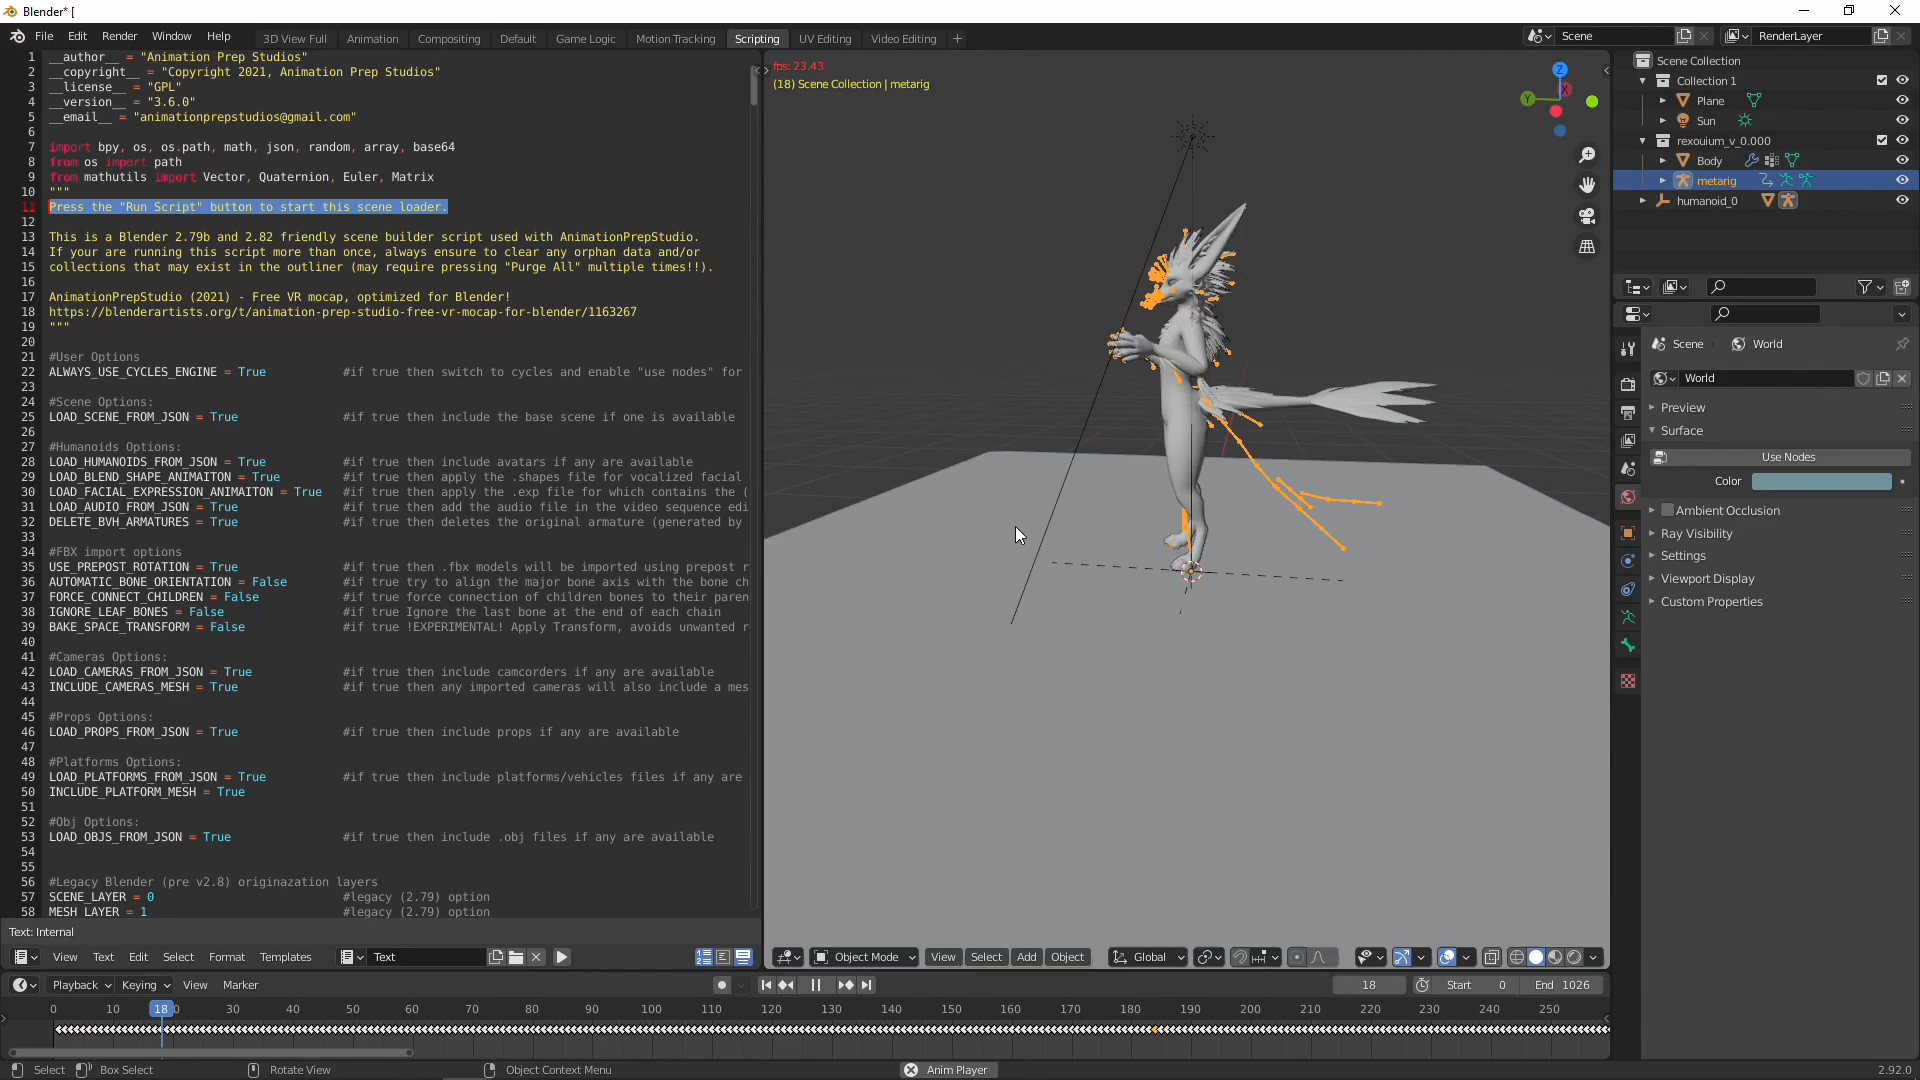 Blender* [
File Edit Render Window Help
3D View Full Animation Compositing Default Game Logic Motion Tracking Scripting UV Editing Video Editing +
Scene
RenderLayer
1 __author__ = "Animation Prep Studios"
2 __copyright__ = "Copyright 2021, Animation Prep Studios"
3 __license__ = "GPL"
4 __version__ = "3.6.0"
5 __email__ = "animationprepstudios@gmail.com"
6
7 import bpy, os, os.path, math, json, random, array, base64
8 from os import path
9 from mathutils import Vector, Quaternion, Euler, Matrix
10 """
11 Press the "Run Script" button to start this scene loader.
12
13 This is a Blender 2.79b and 2.82 friendly scene builder script used with AnimationPrepStudio.
14 If your are running this script more than once, always ensure to clear any orphan data and/or
15 collections that may exist in the outliner (may require pressing "Purge All" multiple times!!).
16
17 AnimationPrepStudio (2021) - Free VR mocap, optimized for Blender!
18 https://blenderartists.org/t/animation-prep-studio-free-vr-mocap-for-blender/1163267
19 """
20
21 #User Options
22 ALWAYS_USE_CYCLES_ENGINE = True #if true then switch to cycles and enable "use nodes" for
23
24 #Scene Options:
25 LOAD_SCENE_FROM_JSON = True #if true then include the base scene if one is available
26
27 #Humanoids Options:
28 LOAD_HUMANOIDS_FROM_JSON = True #if true then include avatars if any are available
29 LOAD_BLEND_SHAPE_ANIMAITON = True #if true then apply the .shapes file for vocalized facial
30 LOAD_FACIAL_EXPRESSION_ANIMAITON = True #if true then apply the .exp file for which contains the (
31 LOAD_AUDIO_FROM_JSON = True #if true then add the audio file in the video sequence edi
32 DELETE_BVH_ARMATURES = True #if true then deletes the original armature (generated by
33
34 #FBX import options
35 USE_PREPOST_ROTATION = True #if true then .fbx models will be imported using prepost r
36 AUTOMATIC_BONE_ORIENTATION = False #if true try to align the major bone axis with the bone ch
37 FORCE_CONNECT_CHILDREN = False #if true force connection of children bones to their paren
38 IGNORE_LEAF_BONES = False #if true Ignore the last bone at the end of each chain
39 BAKE_SPACE_TRANSFORM = False #if true !EXPERIMENTAL! Apply Transform, avoids unwanted r
40
41 #Cameras Options:
42 LOAD_CAMERAS_FROM_JSON = True #if true then include camcorders if any are available
43 INCLUDE_CAMERAS_MESH = True #if true then any imported cameras will also include a mes
44
45 #Props Options:
46 LOAD_PROPS_FROM_JSON = True #if true then include props if any are available
47
48 #Platforms Options:
49 LOAD_PLATFORMS_FROM_JSON = True #if true then include platforms/vehicles files if any are
50 INCLUDE_PLATFORM_MESH = True
51
52 #Obj Options:
53 LOAD_OBJS_FROM_JSON = True #if true then include .obj files if any are available
54
55
56 #Legacy Blender (pre v2.8) originazation layers
57 SCENE_LAYER = 0 #legacy (2.79) option
58 MESH LAYER = 1 #legacy (2.79) option
Text: Internal
View Text Edit Select Format Templates Text
fps: 23.43
(18) Scene Collection | metarig
Z
X
Y
Object Mode View Select Add Object Global
Scene Collection
Collection 1
Plane
Sun
rexouium_v_0.000
Body
metarig
humanoid_0
Scene World
World
Preview
Surface
Use Nodes
Color
Ambient Occlusion
Ray Visibility
Settings
Viewport Display
Custom Properties
Playback Keying View Marker
18 Start 0 End 1026
0 10 18 0 30 40 50 60 70 80 90 100 110 120 130 140 150 160 170 180 190 200 210 220 230 240 250
Select Box Select Rotate View Object Context Menu Anim Player 2.92.0